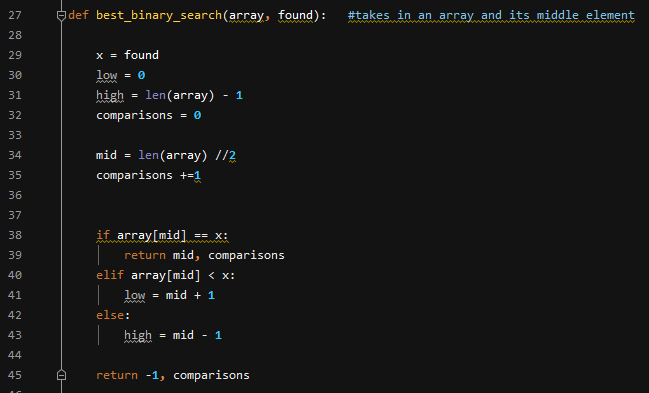 27 def best_binary_search(array, found):   #takes in an array and its middle element
28
29     x = found
30     low = 0
31     high = len(array) - 1
32     comparisons = 0
33
34     mid = len(array) //2
35     comparisons +=1
36
37
38     if array[mid] == x:
39         return mid, comparisons
40     elif array[mid] < x:
41         low = mid + 1
42     else:
43         high = mid - 1
44
45     return -1, comparisons